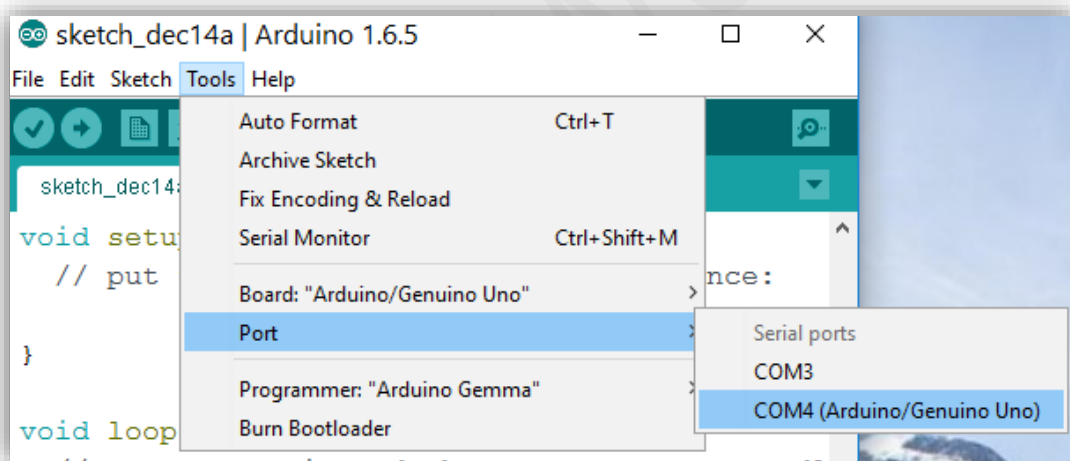 sketch_dec14a | Arduino 1.6.5
File Edit Sketch Tools Help
Auto Format Ctrl+T
Archive Sketch
sketch_dec14a
Fix Encoding & Reload
void setu
Serial Monitor Ctrl+Shift+M
// put nce:
Board: "Arduino/Genuino Uno"
Port
Serial ports
}
COM3
Programmer: "Arduino Gemma"
COM4 (Arduino/Genuino Uno)
void loop
Burn Bootloader
//